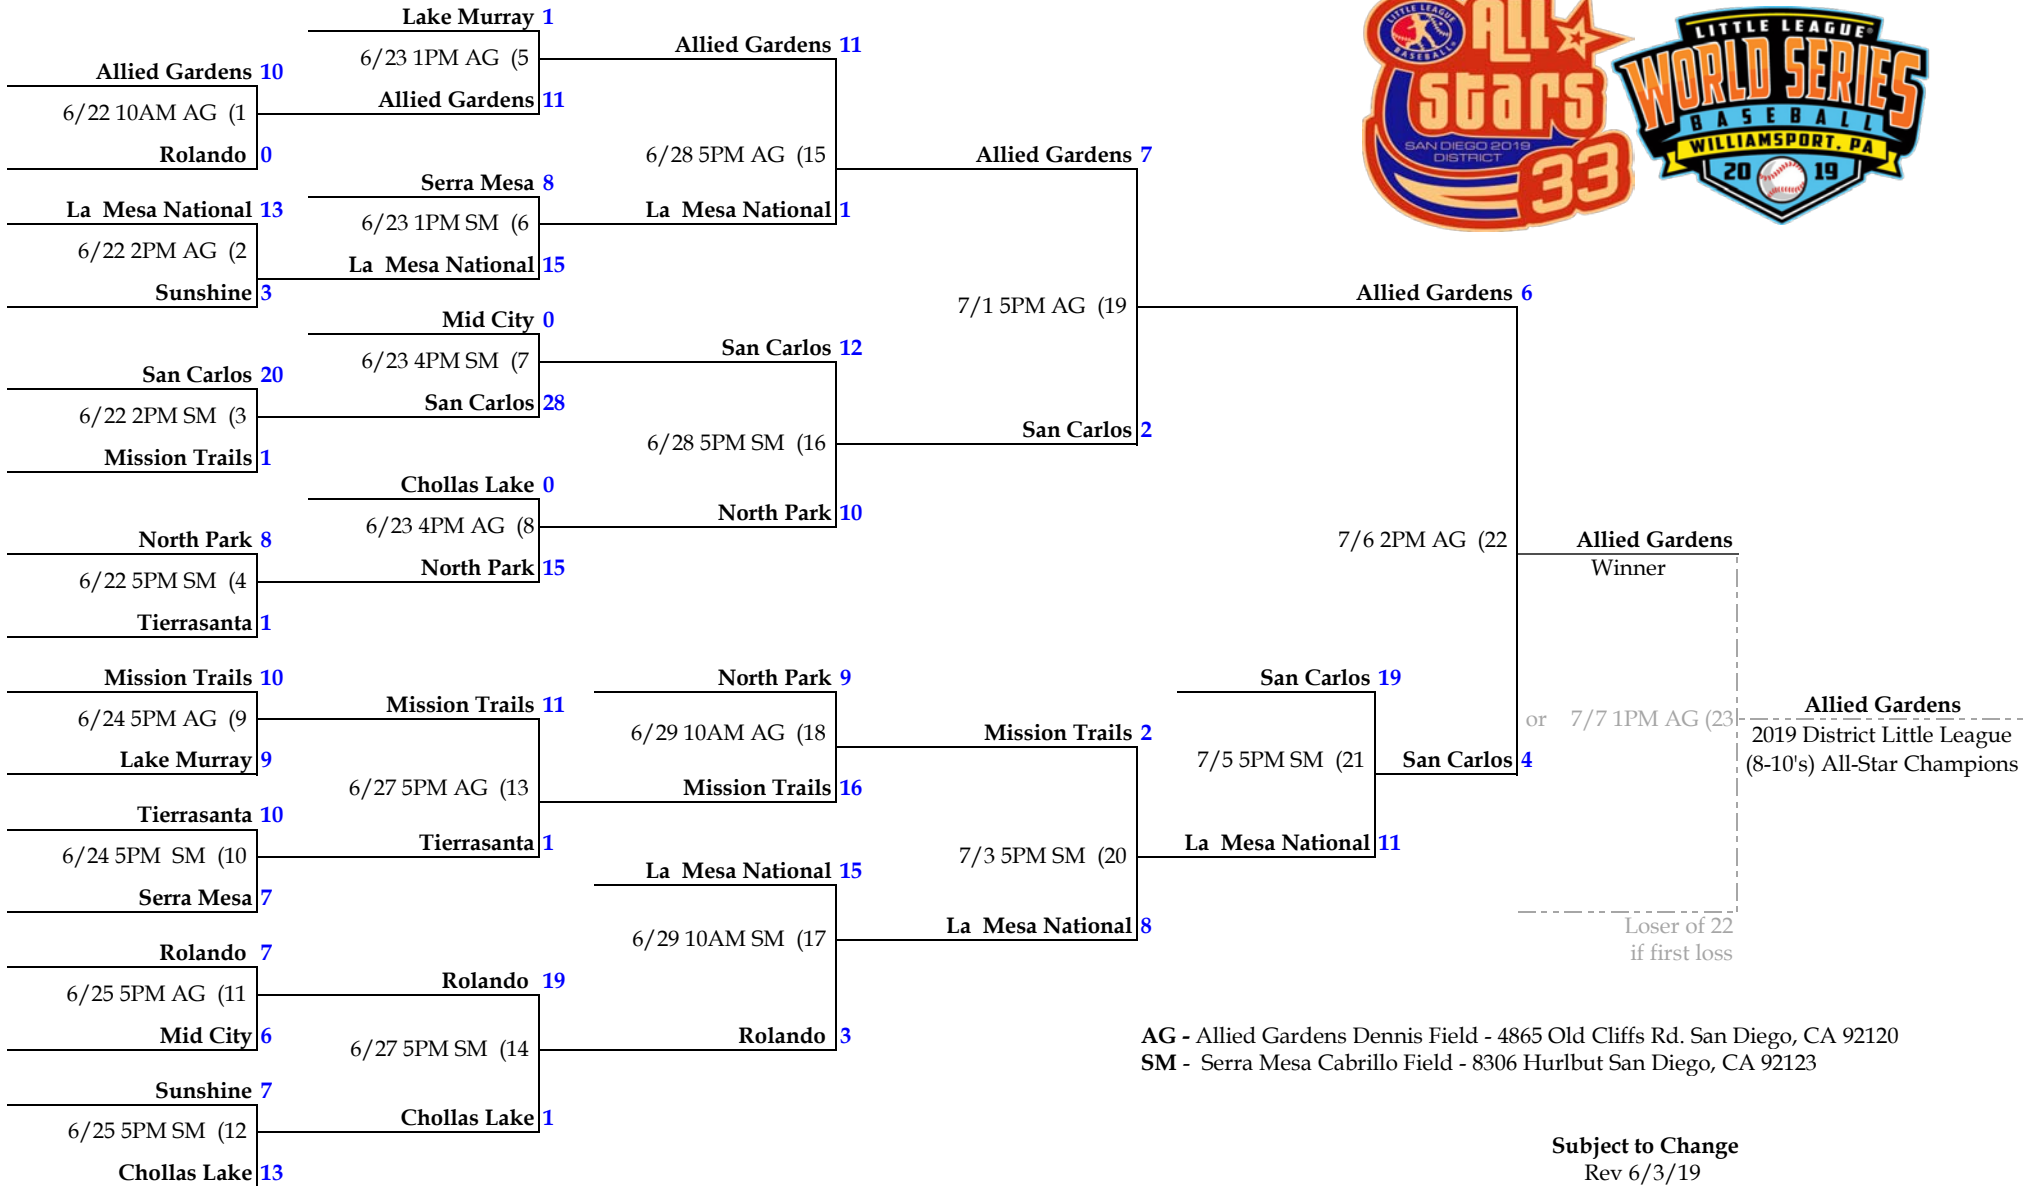 Lake Murray 1
6/23 1PM AG (5
Allied Gardens 11
Allied Gardens 10
6/22 10AM AG (1
Allied Gardens 11
Rolando 0
6/28 5PM AG (15
Allied Gardens 7
Serra Mesa 8
La Mesa National 13
6/23 1PM SM (6
La Mesa National 1
6/22 2PM AG (2
La Mesa National 15
Sunshine 3
7/1 5PM AG (19
Allied Gardens 6
Mid City 0
6/23 4PM SM (7
San Carlos 12
San Carlos 20
San Carlos 28
6/22 2PM SM (3
6/28 5PM SM (16
San Carlos 2
Mission Trails 1
Chollas Lake 0
6/23 4PM AG (8
North Park 10
North Park 8
North Park 15
6/22 5PM SM (4
Tierrasanta 1
7/6 2PM AG (22
Allied Gardens
Winner
Mission Trails 10
North Park 9
San Carlos 19
6/24 5PM AG (9
Mission Trails 11
6/29 10AM AG (18
Mission Trails 2
Lake Murray 9
7/5 5PM SM (21
San Carlos 4
or 7/7 1PM AG (23
Allied Gardens
2019 District Little League
(8-10's) All-Star Champions
6/27 5PM AG (13
Mission Trails 16
Tierrasanta 10
Tierrasanta 1
6/24 5PM SM (10
7/3 5PM SM (20
La Mesa National 11
La Mesa National 15
Serra Mesa 7
6/29 10AM SM (17
La Mesa National 8
Loser of 22
if first loss
Rolando 7
Rolando 19
6/25 5PM AG (11
Mid City 6
6/27 5PM SM (14
Rolando 3
Sunshine 7
Chollas Lake 1
6/25 5PM SM (12
Chollas Lake 13
AG - Allied Gardens Dennis Field - 4865 Old Cliffs Rd. San Diego, CA 92120
SM - Serra Mesa Cabrillo Field - 8306 Hurlbut San Diego, CA 92123
Subject to Change
Rev 6/3/19
LITTLE LEAGUE
BASEBALL
All
Stars
SAN DIEGO 2019
DISTRICT
33
LITTLE LEAGUE®
WORLD SERIES
BASEBALL
WILLIAMSPORT, PA
20 19